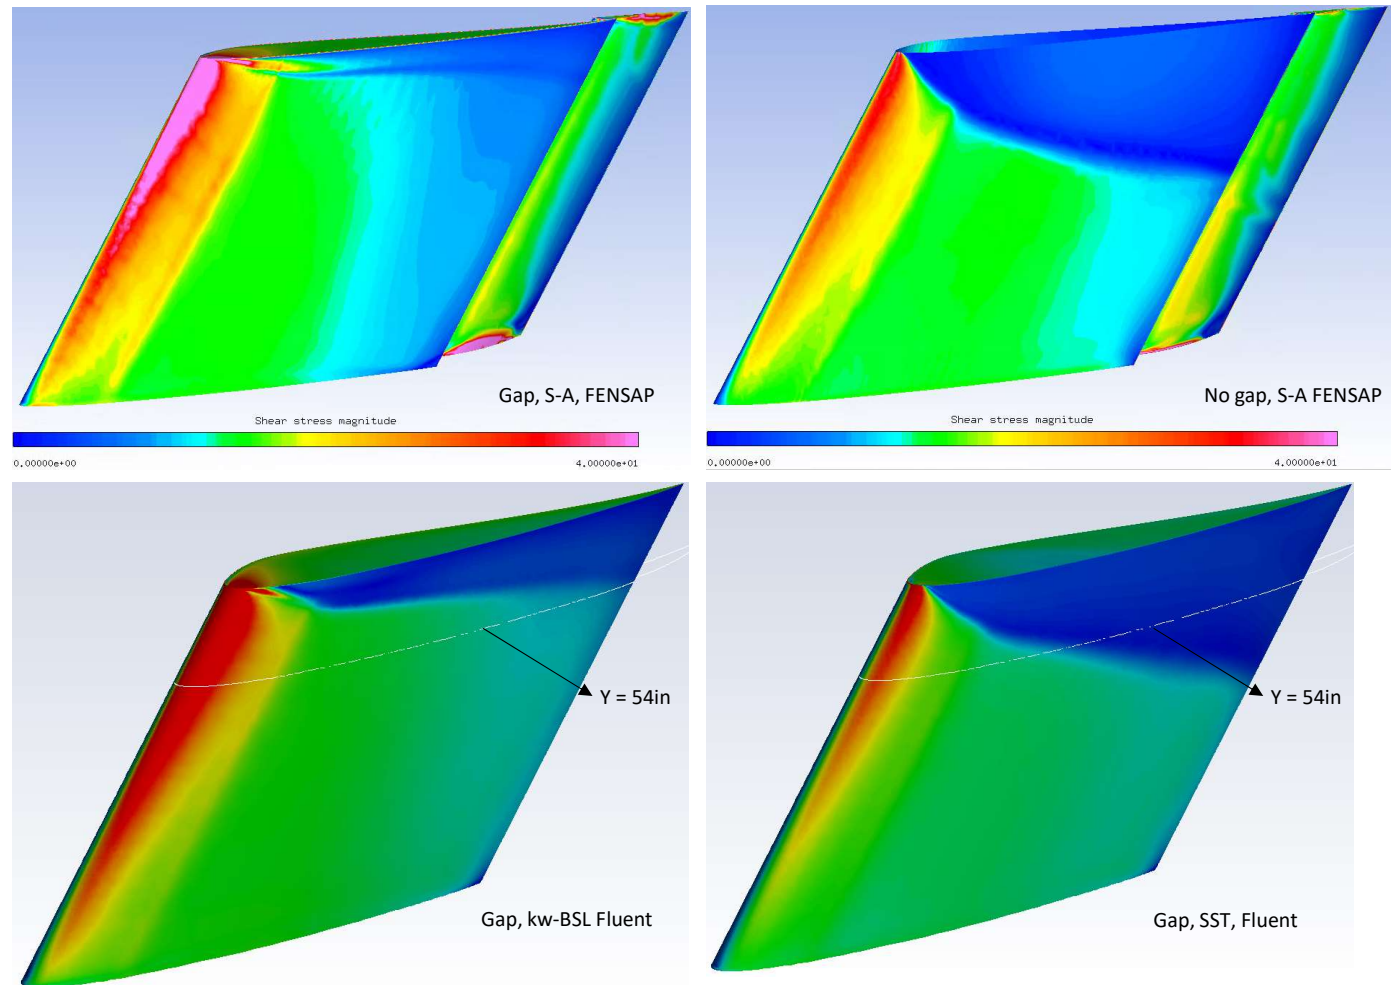 Gap, S-A, FENSAP
No gap, S-A FENSAP
Shear stress magnitude
0.00000e+00
4.00000e+01
Shear stress magnitude
0.00000e+00
4.00000e+01
Y = 54in
Y = 54in
Gap, kw-BSL Fluent
Gap, SST, Fluent